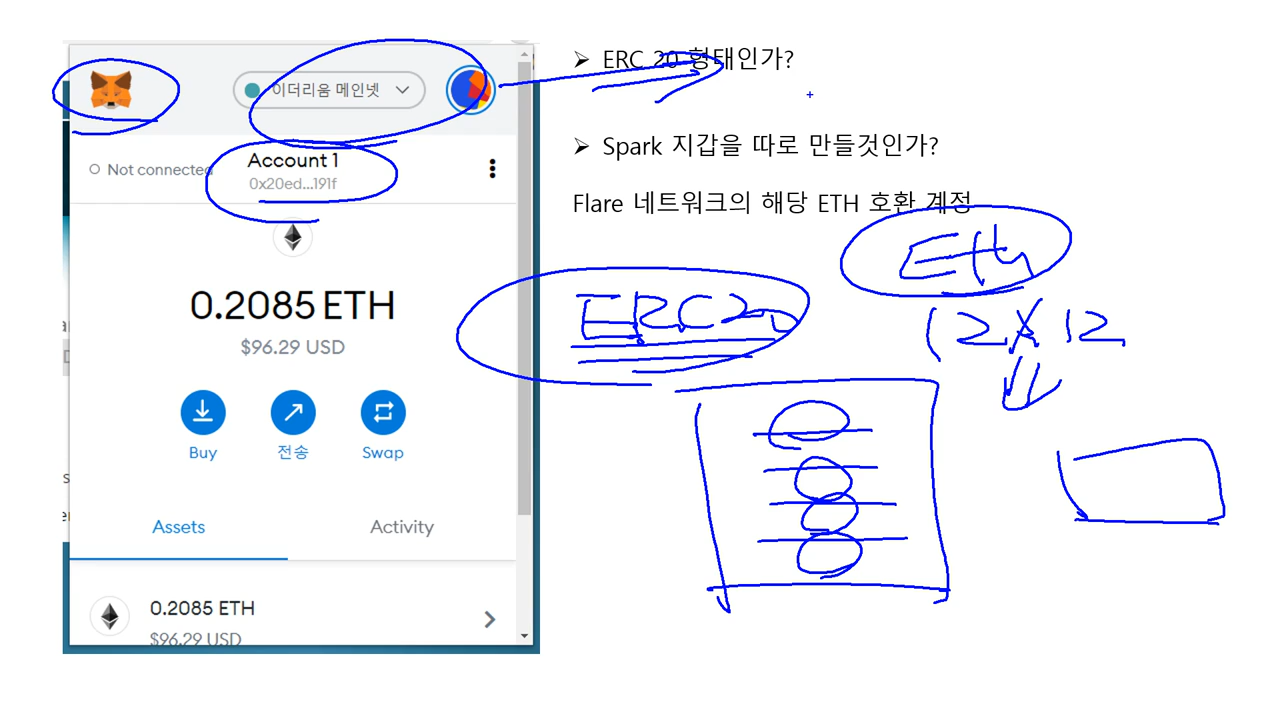 이더리움 메인넷
Not connected
Account 1
0x20ed...191f
0.2085 ETH
$96.29 USD
Buy
전송
Swap
Assets
Activity
0.2085 ETH
$96.29 USD
➢ ERC 20 형태인가?
➢ Spark 지갑을 따로 만들것인가?
Flare 네트워크의 해당 ETH 호환 계정
Eth
ERC20
12 X 12